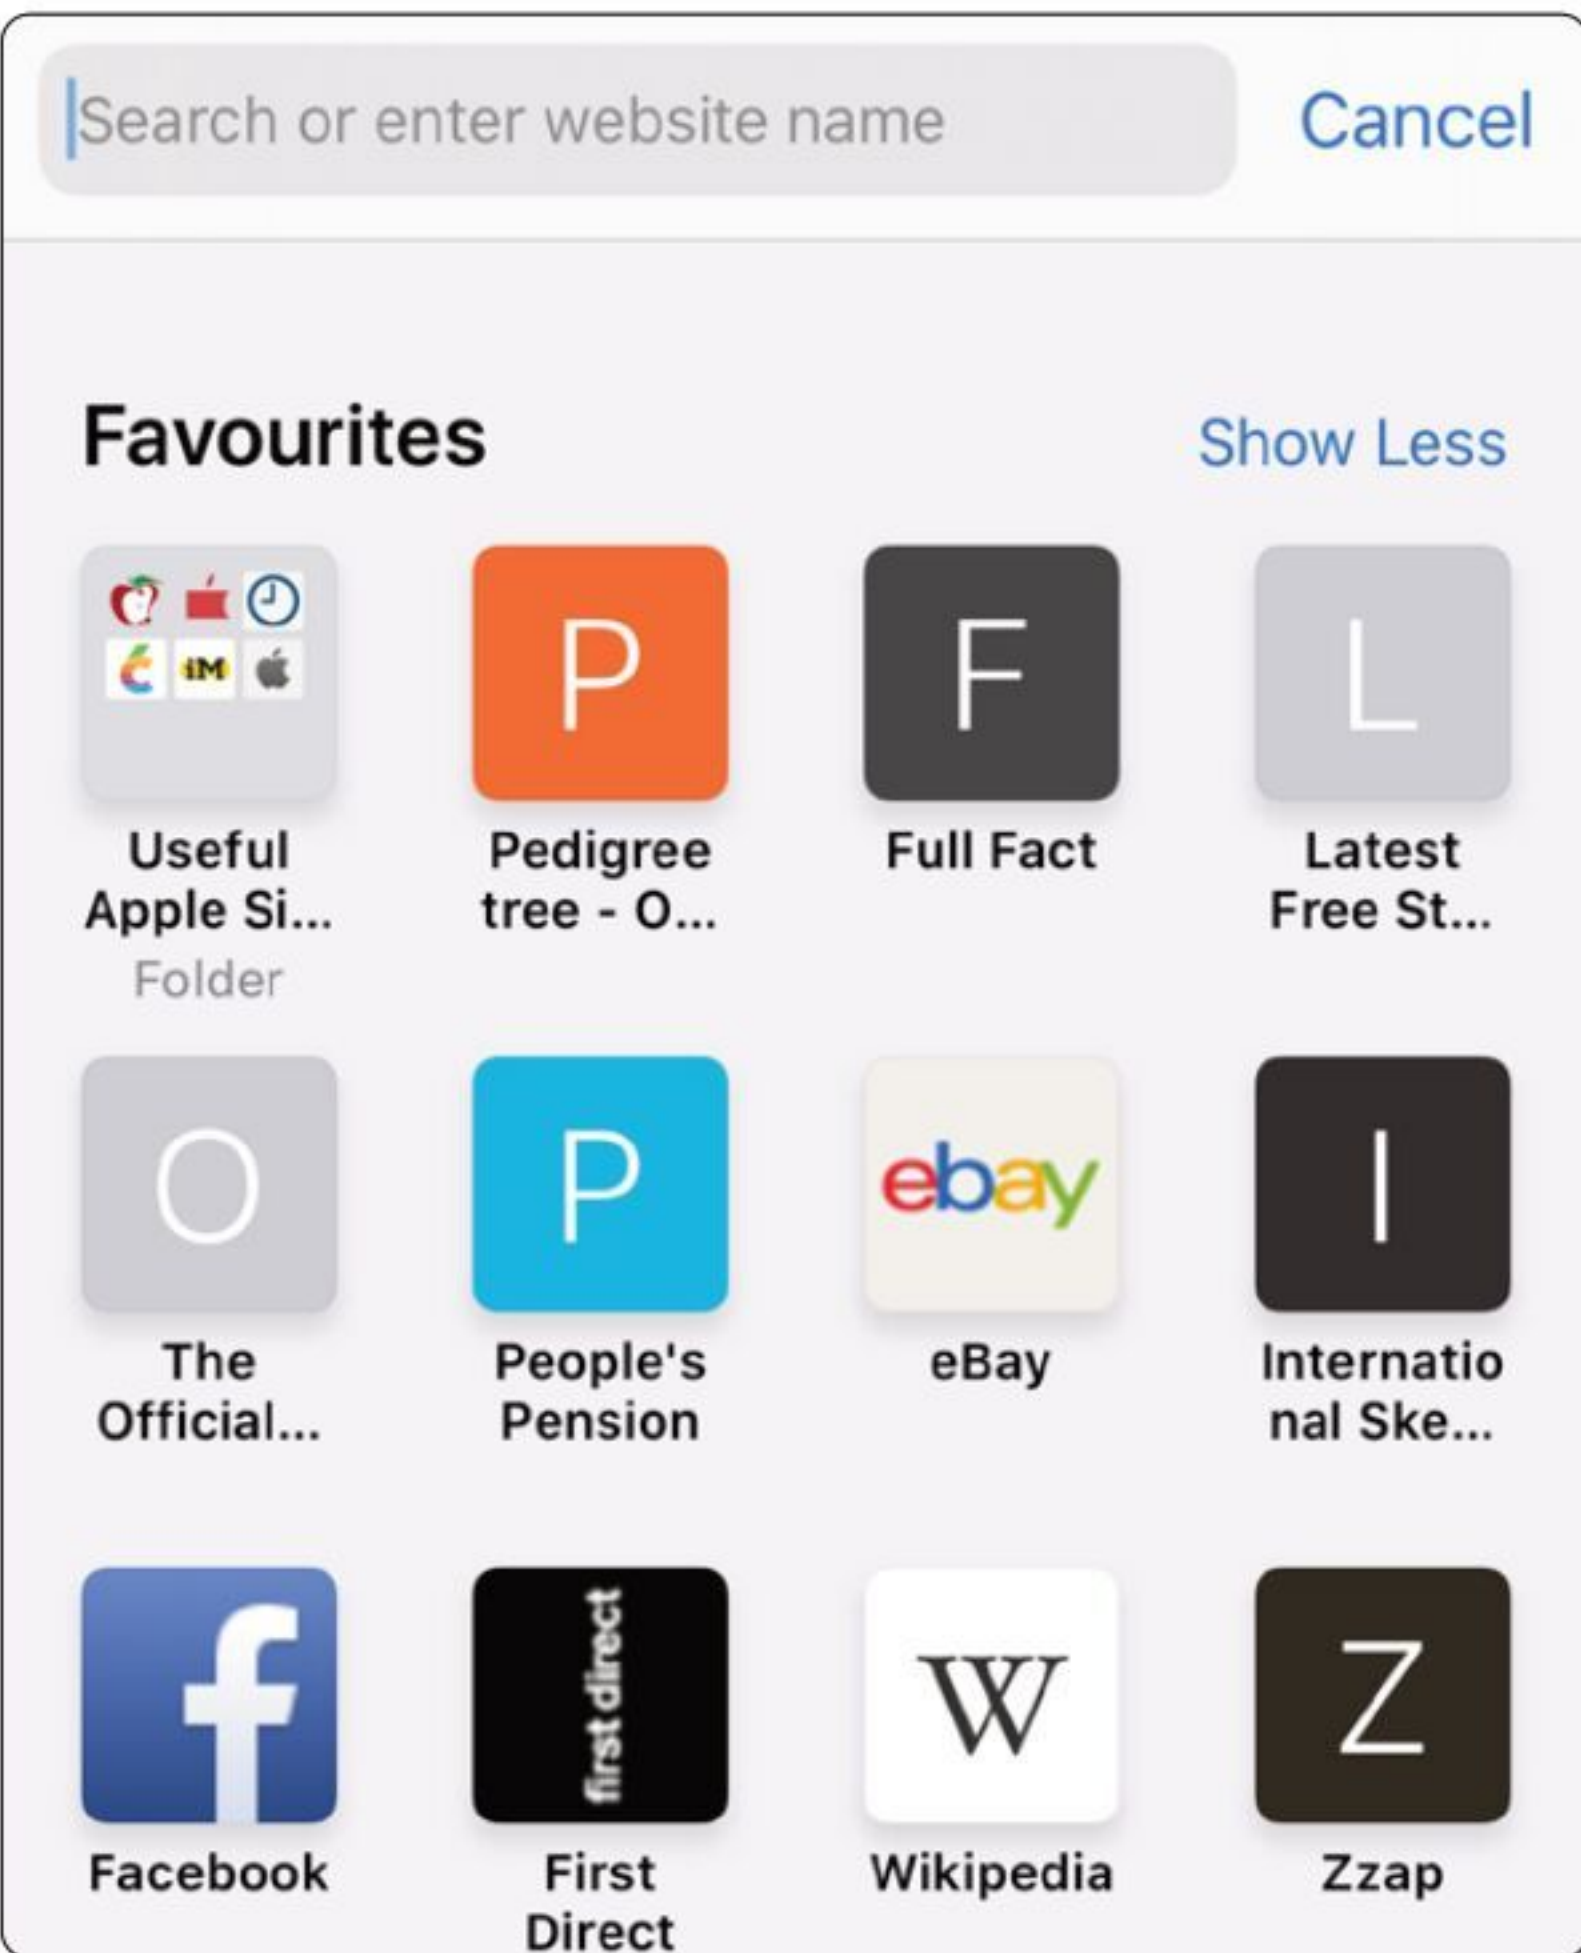 Search or enter website name Cancel
Favourites Show Less
iM
P
F
L
Useful
Apple Si...
Folder
Pedigree
tree - O...
Full Fact
Latest
Free St...
O
P
ebay
I
The
Official...
People's
Pension
eBay
Internatio
nal Ske...
f
first direct
W
Z
Facebook
First
Direct
Wikipedia
Zzap